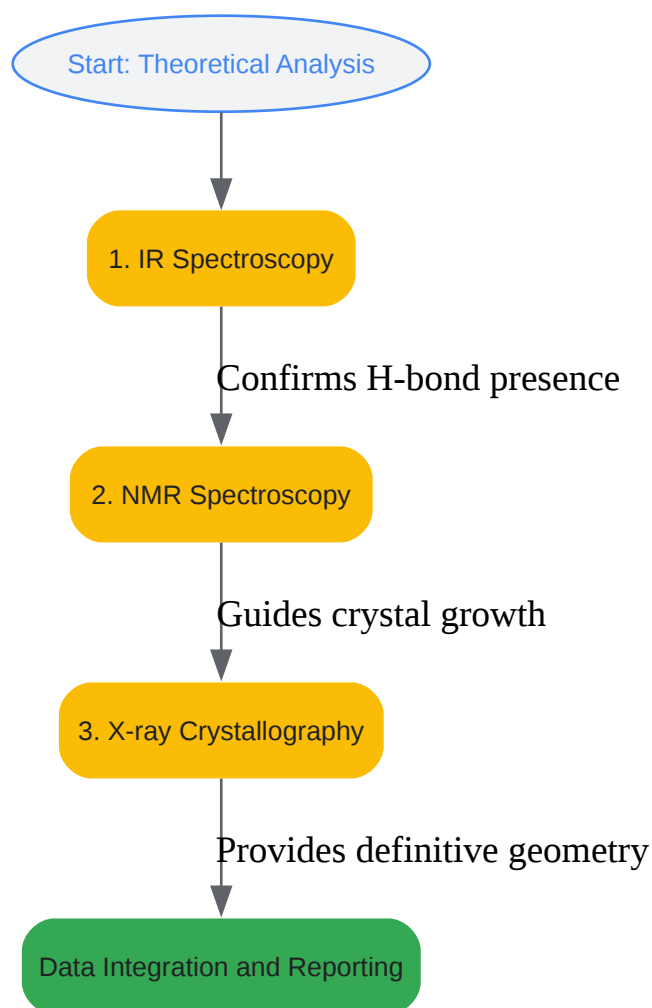 Start: Theoretical Analysis
1. IR Spectroscopy
Confirms H-bond presence
2. NMR Spectroscopy
Guides crystal growth
3. X-ray Crystallography
Provides definitive geometry
Data Integration and Reporting